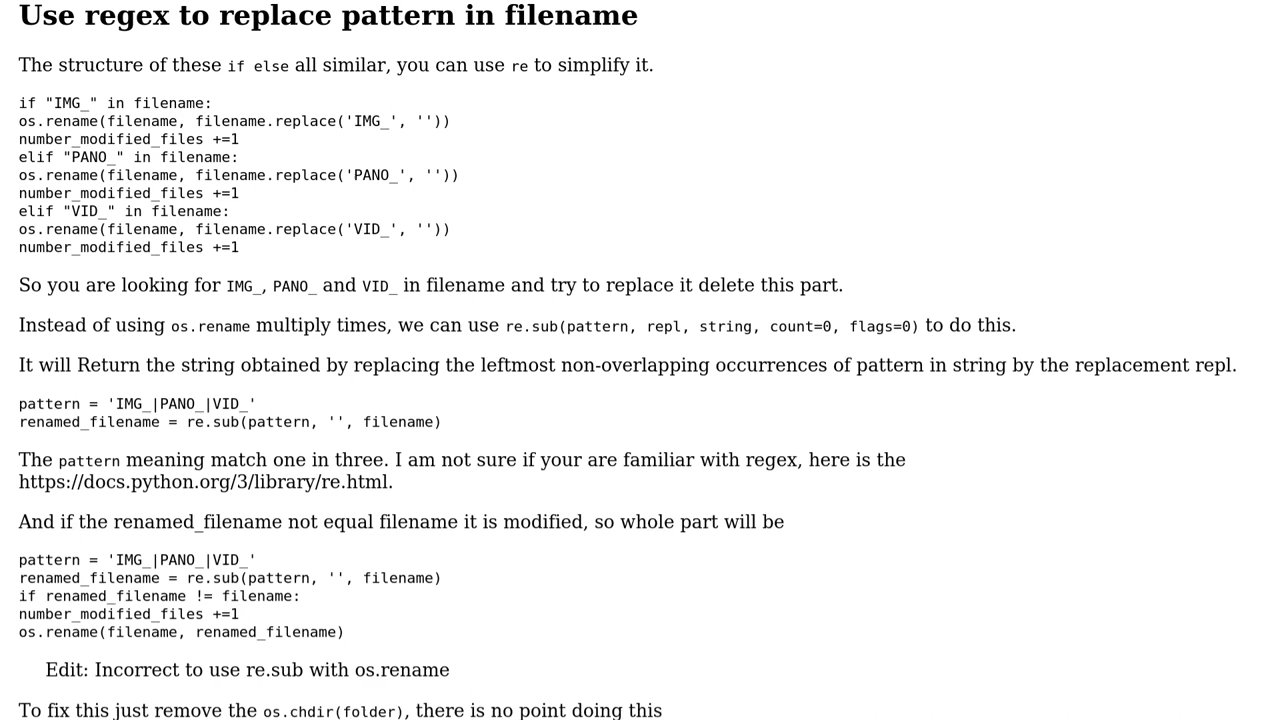 Use regex to replace pattern in filename
The structure of these if else all similar, you can use re to simplify it.
if "IMG_" in filename:
os.rename(filename, filename.replace('IMG_', ''))
number_modified_files +=1
elif "PANO_" in filename:
os.rename(filename, filename.replace('PANO_', ''))
number_modified_files +=1
elif "VID_" in filename:
os.rename(filename, filename.replace('VID_', ''))
number_modified_files +=1
So you are looking for IMG_, PANO_ and VID_ in filename and try to replace it delete this part.
Instead of using os.rename multiply times, we can use re.sub(pattern, repl, string, count=0, flags=0) to do this.
It will Return the string obtained by replacing the leftmost non-overlapping occurrences of pattern in string by the replacement repl.
pattern = 'IMG_|PANO_|VID_'
renamed_filename = re.sub(pattern, '', filename)
The pattern meaning match one in three. I am not sure if your are familiar with regex, here is the
https://docs.python.org/3/library/re.html.
And if the renamed_filename not equal filename it is modified, so whole part will be
pattern = 'IMG_|PANO_|VID_'
renamed_filename = re.sub(pattern, '', filename)
if renamed_filename != filename:
number_modified_files +=1
os.rename(filename, renamed_filename)
Edit: Incorrect to use re.sub with os.rename
To fix this just remove the os.chdir(folder), there is no point doing this